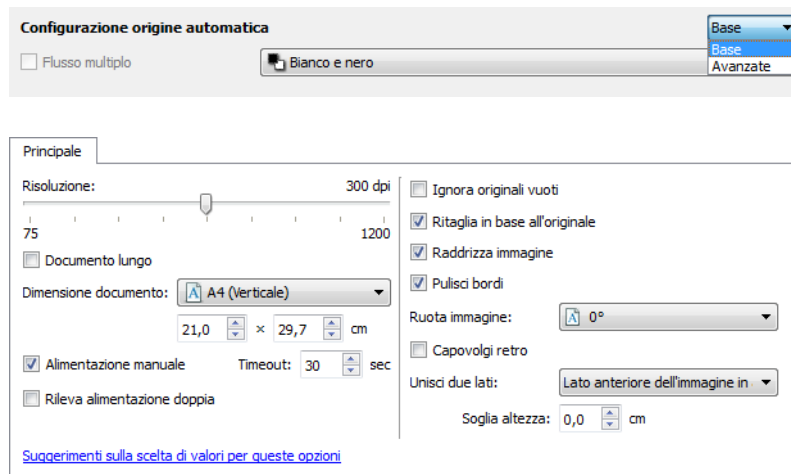 Configurazione origine automatica
Base
Base
Avanzate
Flusso multiplo
Bianco e nero
Principale
Risoluzione:
300 dpi
75
1200
Documento lungo
Dimensione documento:
A4 (Verticale)
21,0 × 29,7 cm
Alimentazione manuale
Timeout: 30 sec
Rileva alimentazione doppia
Suggerimenti sulla scelta di valori per queste opzioni
Ignora originali vuoti
Ritaglia in base all'originale
Raddrizza immagine
Pulisci bordi
Ruota immagine:
0°
Capovolgi retro
Unisci due lati:
Lato anteriore dell'immagine in
Soglia altezza: 0,0 cm